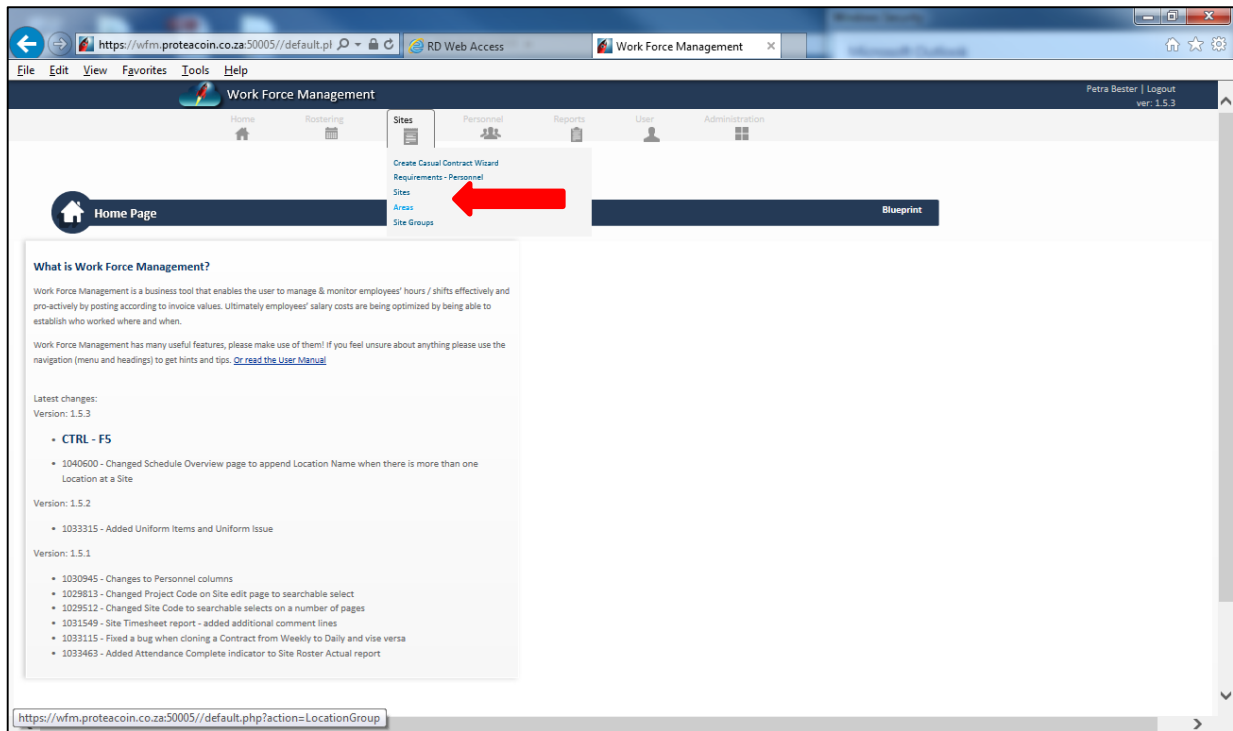 https://wfm.proteacoin.co.za:50005//default.pl
RD Web Access
Work Force Management
File Edit View Favorites Tools Help
Work Force Management
Petra Bester | Logout
ver: 1.5.3
Home Rostering Sites Personnel Reports User Administration
Create Casual Contract Wizard
Requirements - Personnel
Sites
Areas
Site Groups
Home Page
Blueprint
What is Work Force Management?
Work Force Management is a business tool that enables the user to manage & monitor employees' hours / shifts effectively and
pro-actively by posting according to invoice values. Ultimately employees' salary costs are being optimized by being able to
establish who worked where and when.
Work Force Management has many useful features, please make use of them! If you feel unsure about anything please use the
navigation (menu and headings) to get hints and tips. Or read the User Manual
Latest changes:
Version: 1.5.3
• CTRL - F5
• 1040600 - Changed Schedule Overview page to append Location Name when there is more than one
Location at a Site
Version: 1.5.2
• 1033315 - Added Uniform Items and Uniform Issue
Version: 1.5.1
• 1030945 - Changes to Personnel columns
• 1029813 - Changed Project Code on Site edit page to searchable select
• 1029512 - Changed Site Code to searchable selects on a number of pages
• 1031549 - Site Timesheet report - added additional comment lines
• 1033115 - Fixed a bug when cloning a Contract from Weekly to Daily and vise versa
• 1033463 - Added Attendance Complete indicator to Site Roster Actual report
https://wfm.proteacoin.co.za:50005//default.php?action=LocationGroup